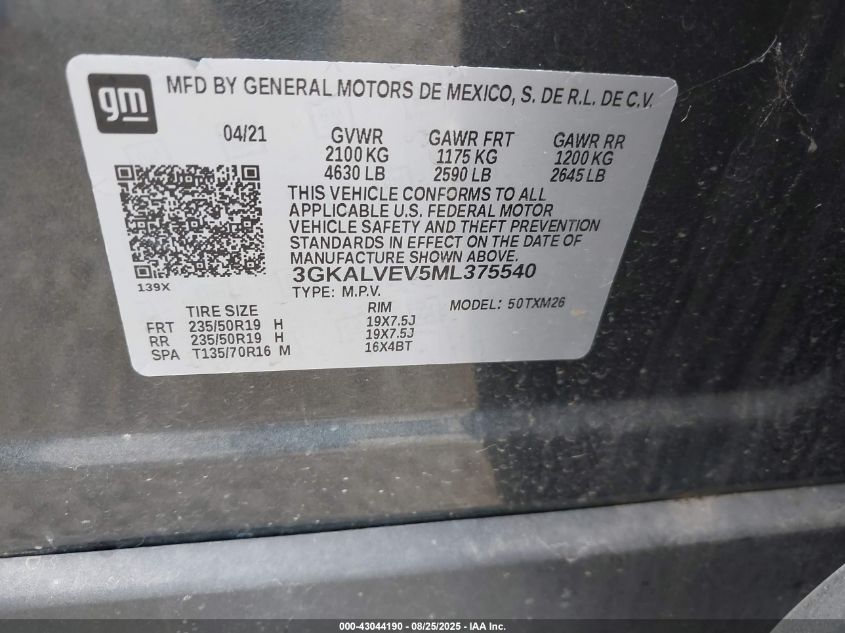 gm
MFD BY GENERAL MOTORS DE MEXICO, S. DE R.L. DE C.V.
04/21 GVWR GAWR FRT GAWR RR
2100 KG 1175 KG 1200 KG
4630 LB 2590 LB 2645 LB
THIS VEHICLE CONFORMS TO ALL
APPLICABLE U.S. FEDERAL MOTOR
VEHICLE SAFETY AND THEFT PREVENTION
STANDARDS IN EFFECT ON THE DATE OF
MANUFACTURE SHOWN ABOVE.
3GKALVEV5ML375540
139X
TYPE: M.P.V. MODEL: 50TXM26
TIRE SIZE RIM
FRT 235/50R19 H 19X7.5J
RR 235/50R19 H 19X7.5J
SPA T135/70R16 M 16X4BT
000-43044190 - 08/25/2025 - IAA Inc.